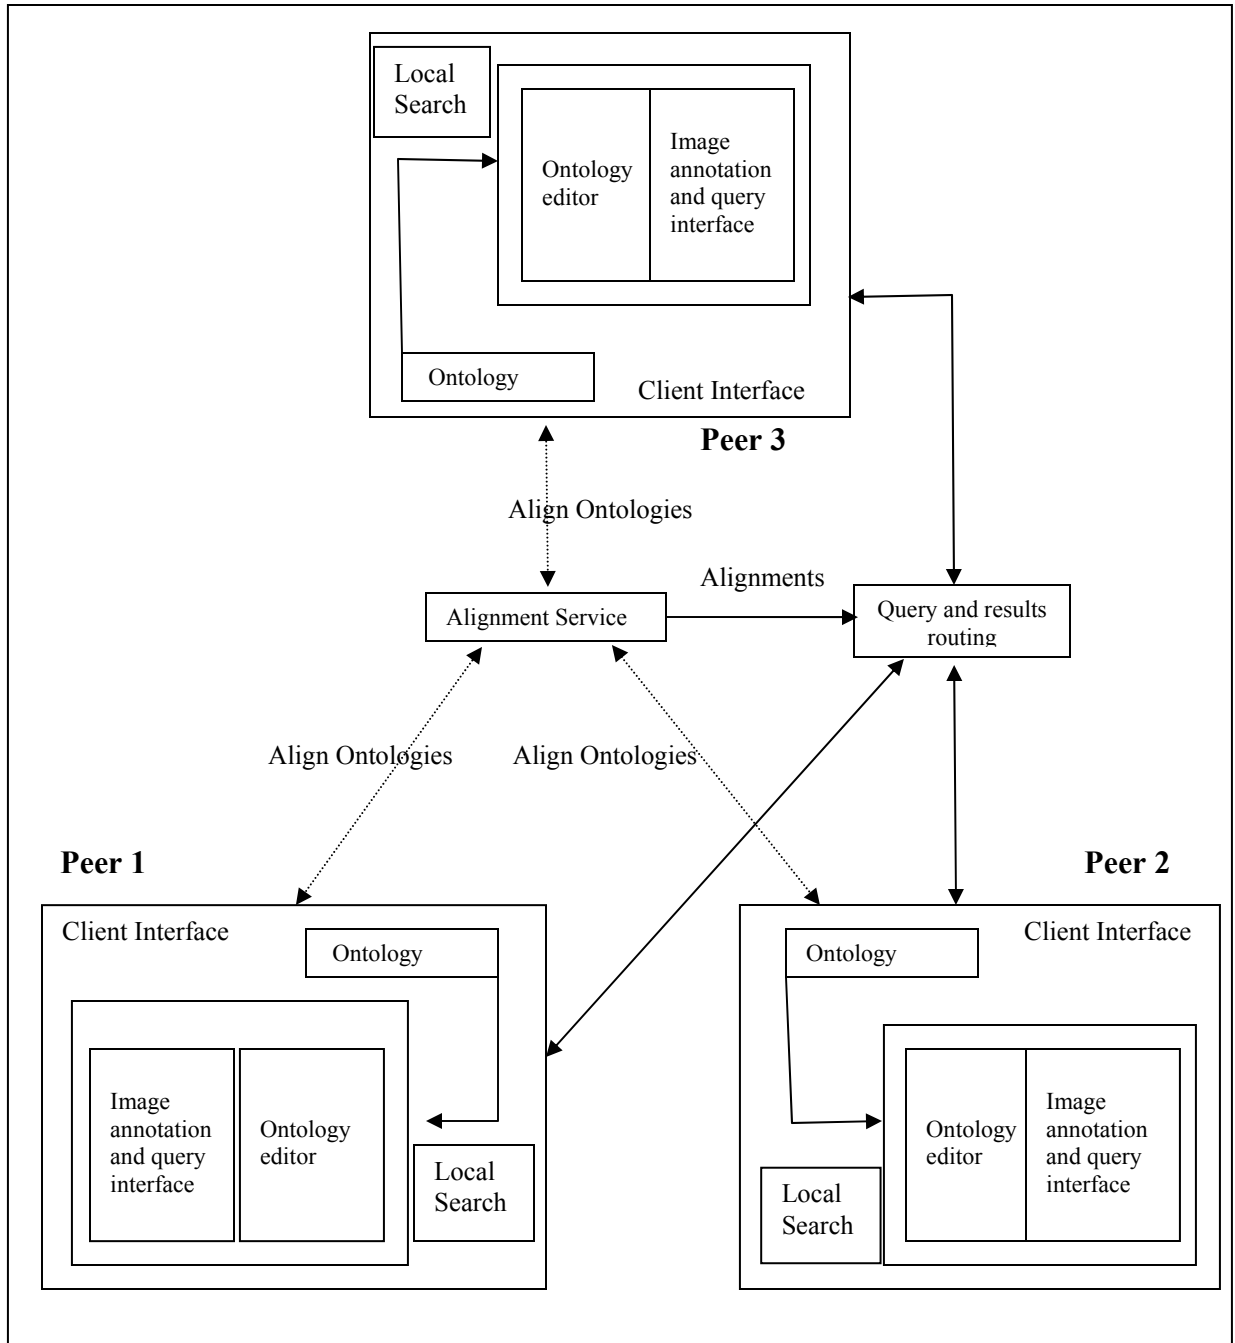 Local
Search
Ontology
editor
Image
annotation
and query
interface
Ontology
Client Interface
Peer 3
Align Ontologies
Alignments
Alignment Service
Query and results
routing
Align Ontologies
Align Ontologies
Peer 1
Peer 2
Client Interface
Ontology
Image
annotation
and query
interface
Ontology
editor
Local
Search
Ontology
Client Interface
Ontology
editor
Image
annotation
and query
interface
Local
Search